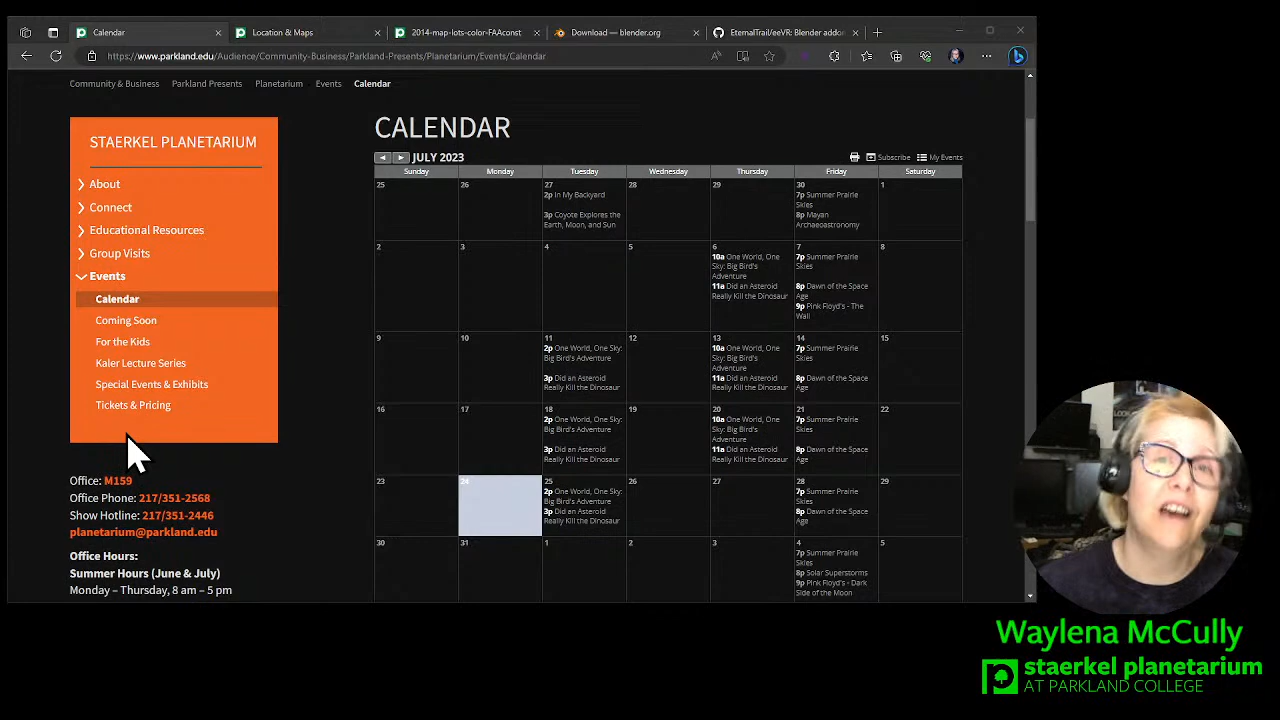 Calendar
Location & Maps
2014-map-lots-color-FAAconst
Download — blender.org
EternalTrail/eeVR: Blender addo
https://www.parkland.edu/Audience/Community-Business/Parkland-Presents/Planetarium/Events/Calendar
Community & Business Parkland Presents Planetarium Events Calendar
STAERKEL PLANETARIUM
About
Connect
Educational Resources
Group Visits
Events
Calendar
Coming Soon
For the Kids
Kaler Lecture Series
Special Events & Exhibits
Tickets & Pricing
Office: M159
Office Phone: 217/351-2568
Show Hotline: 217/351-2446
planetarium@parkland.edu
Office Hours:
Summer Hours (June & July)
Monday – Thursday, 8 am – 5 pm
CALENDAR
JULY 2023
Subscribe
My Events
Sunday Monday Tuesday Wednesday Thursday Friday Saturday
25
26
27
2p In My Backyard
3p Coyote Explores the
Earth, Moon, and Sun
28
29
30
7p Summer Prairie
Skies
8p Mayan
Archaeoastronomy
1
2
3
4
5
6
10a One World, One
Sky: Big Bird's
Adventure
11a Did an Asteroid
Really Kill the Dinosaur
7
7p Summer Prairie
Skies
8p Dawn of the Space
Age
9p Pink Floyd's - The
Wall
8
9
10
11
2p One World, One Sky:
Big Bird's Adventure
3p Did an Asteroid
Really Kill the Dinosaur
12
13
10a One World, One
Sky: Big Bird's
Adventure
11a Did an Asteroid
Really Kill the Dinosaur
14
7p Summer Prairie
Skies
8p Dawn of the Space
Age
15
16
17
18
2p One World, One Sky:
Big Bird's Adventure
3p Did an Asteroid
Really Kill the Dinosaur
19
20
10a One World, One
Sky: Big Bird's
Adventure
11a Did an Asteroid
Really Kill the Dinosaur
21
7p Summer Prairie
Skies
8p Dawn of the Space
Age
22
23
24
25
2p One World, One Sky:
Big Bird's Adventure
3p Did an Asteroid
Really Kill the Dinosaur
26
27
28
7p Summer Prairie
Skies
8p Dawn of the Space
Age
29
30
31
1
2
3
4
7p Summer Prairie
Skies
8p Solar Superstorms
9p Pink Floyd's - Dark
Side of the Moon
5
Waylena McCully
staerkel planetarium
AT PARKLAND COLLEGE